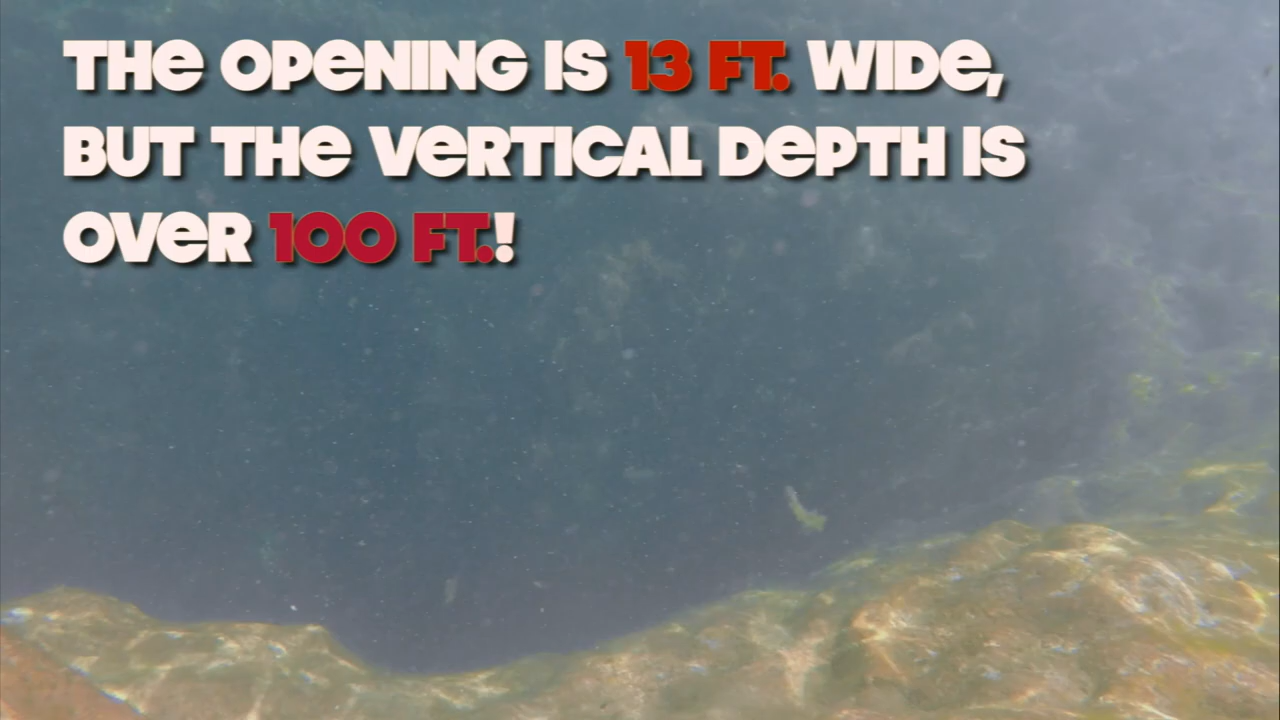 THE OPENING IS 13 FT. WIDE,
BUT THE VERTICAL DEPTH IS
OVER 100 FT.!